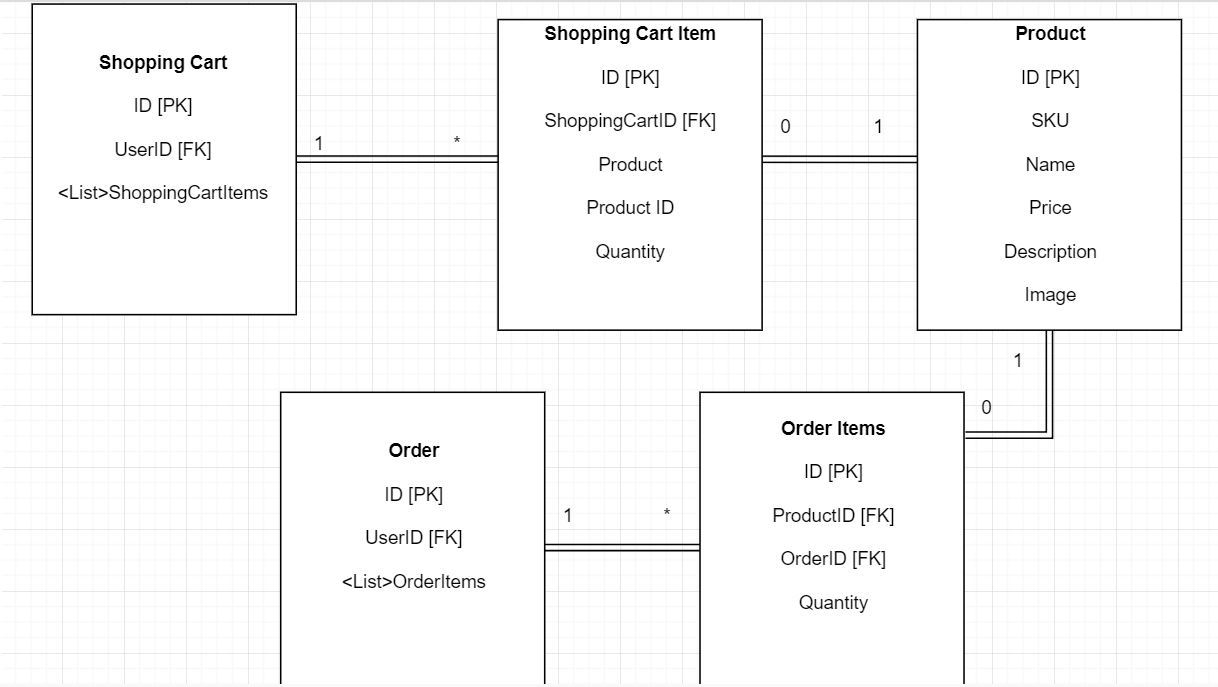 Shopping Cart
ID [PK]
UserID [FK]
<List>ShoppingCartItems
1
*
Shopping Cart Item
ID [PK]
ShoppingCartID [FK]
Product
Product ID
Quantity
0
1
Product
ID [PK]
SKU
Name
Price
Description
Image
1
0
Order
ID [PK]
UserID [FK]
<List>OrderItems
1
*
Order Items
ID [PK]
ProductID [FK]
OrderID [FK]
Quantity